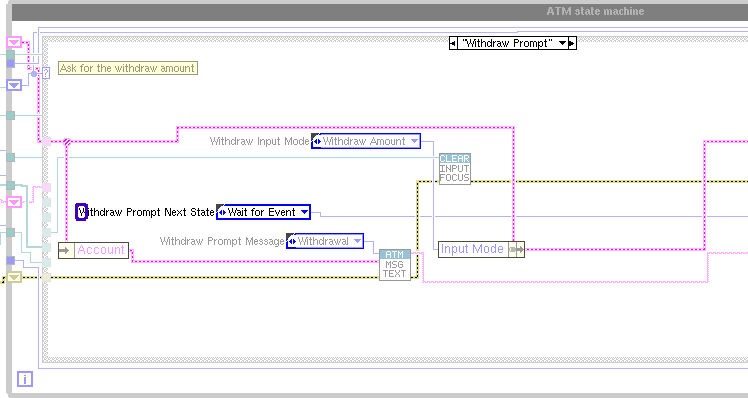 ATM state machine
"Withdraw Prompt"
?
Ask for the withdraw amount
Withdraw Input Mode
Withdraw Amount
CLEAR
INPUT
FOCUS
Withdraw Prompt Next State
Wait for Event
Withdraw Prompt Message
Withdrawal
Account
ATM
MSG
TEXT
Input Mode
i